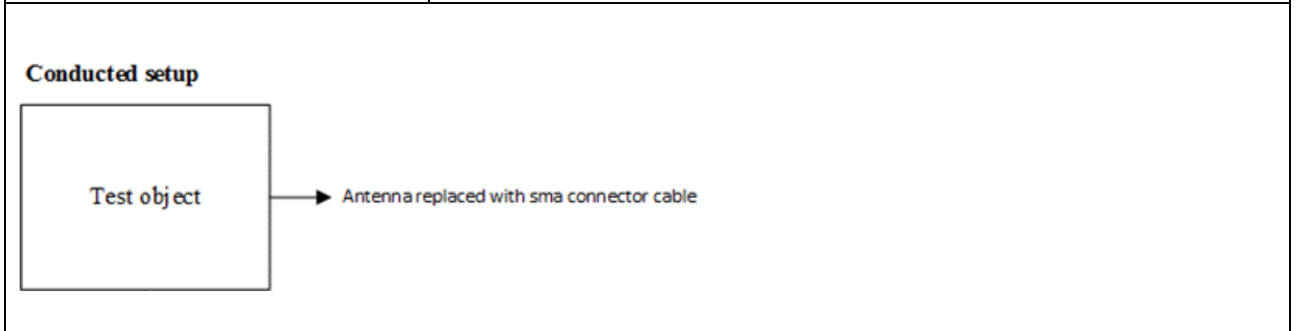 Conducted setup
Test object
Antenna replaced with sma connector cable